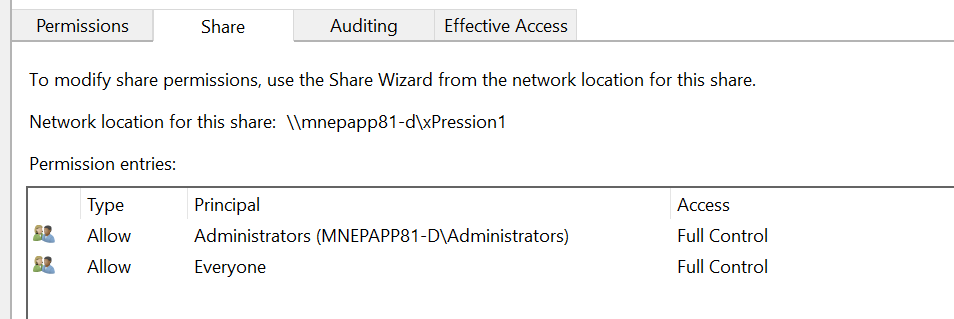 Permissions Share Auditing Effective Access
To modify share permissions, use the Share Wizard from the network location for this share.
Network location for this share: \\mnepapp81-d\xPression1
Permission entries:
Type Principal Access
Allow Administrators (MNEPAPP81-D\Administrators) Full Control
Allow Everyone Full Control